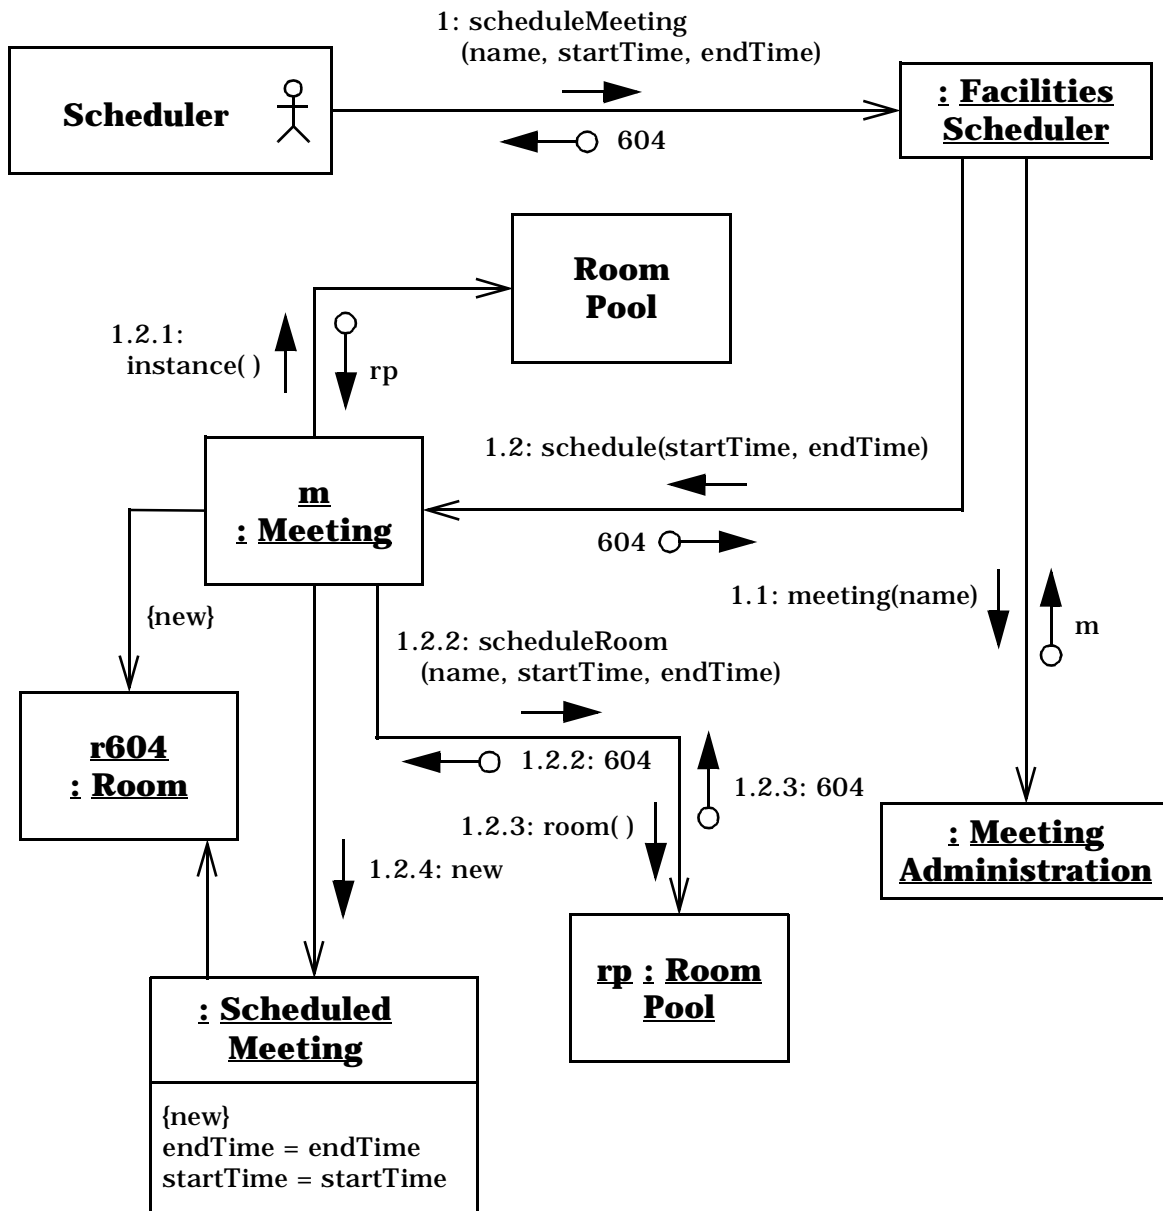 1: scheduleMeeting
(name, startTime, endTime)
Scheduler
: Facilities
Scheduler
604
Room
Pool
1.2.1:
instance( )
rp
1.2: schedule(startTime, endTime)
m
: Meeting
604
1.1: meeting(name)
m
{new}
1.2.2: scheduleRoom
(name, startTime, endTime)
r604
: Room
1.2.2: 604
1.2.3: 604
1.2.3: room( )
: Meeting
Administration
1.2.4: new
rp : Room
Pool
: Scheduled
Meeting
{new}
endTime = endTime
startTime = startTime